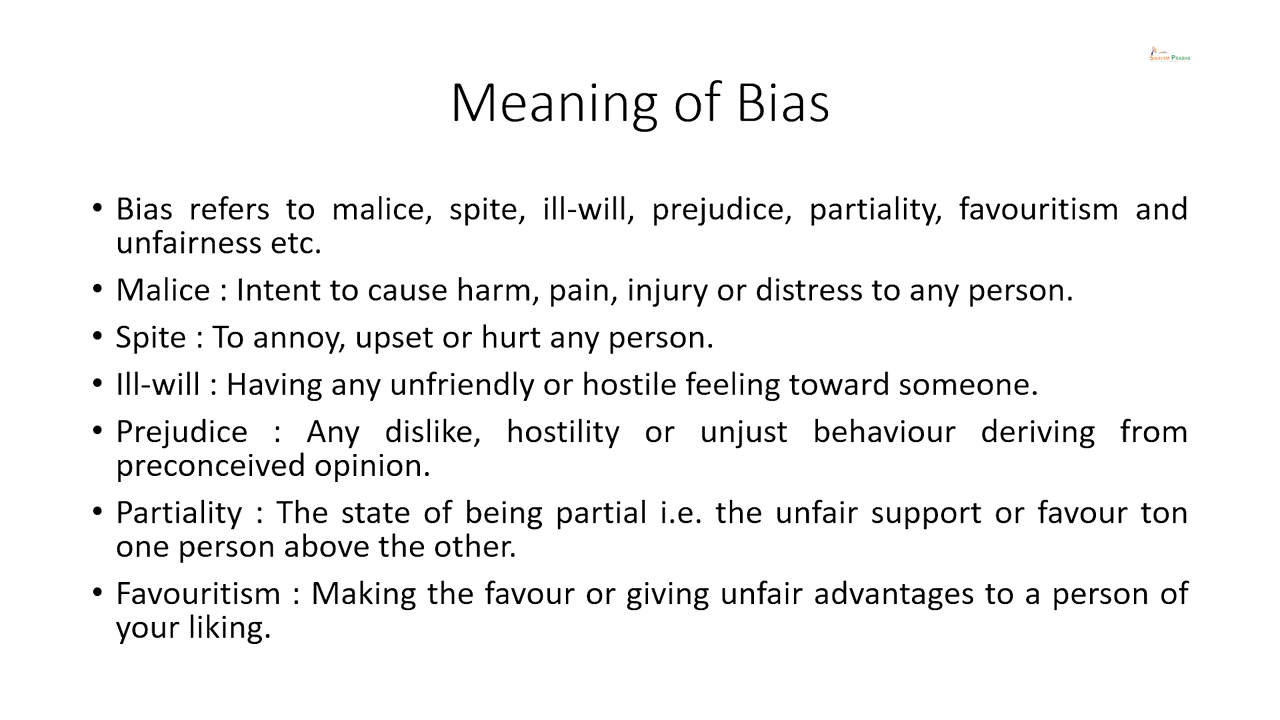 SWAYAM PRABHA
Meaning of Bias
• Bias refers to malice, spite, ill-will, prejudice, partiality, favouritism and
unfairness etc.
• Malice : Intent to cause harm, pain, injury or distress to any person.
• Spite : To annoy, upset or hurt any person.
• Ill-will : Having any unfriendly or hostile feeling toward someone.
• Prejudice : Any dislike, hostility or unjust behaviour deriving from
preconceived opinion.
• Partiality : The state of being partial i.e. the unfair support or favour ton
one person above the other.
• Favouritism : Making the favour or giving unfair advantages to a person of
your liking.